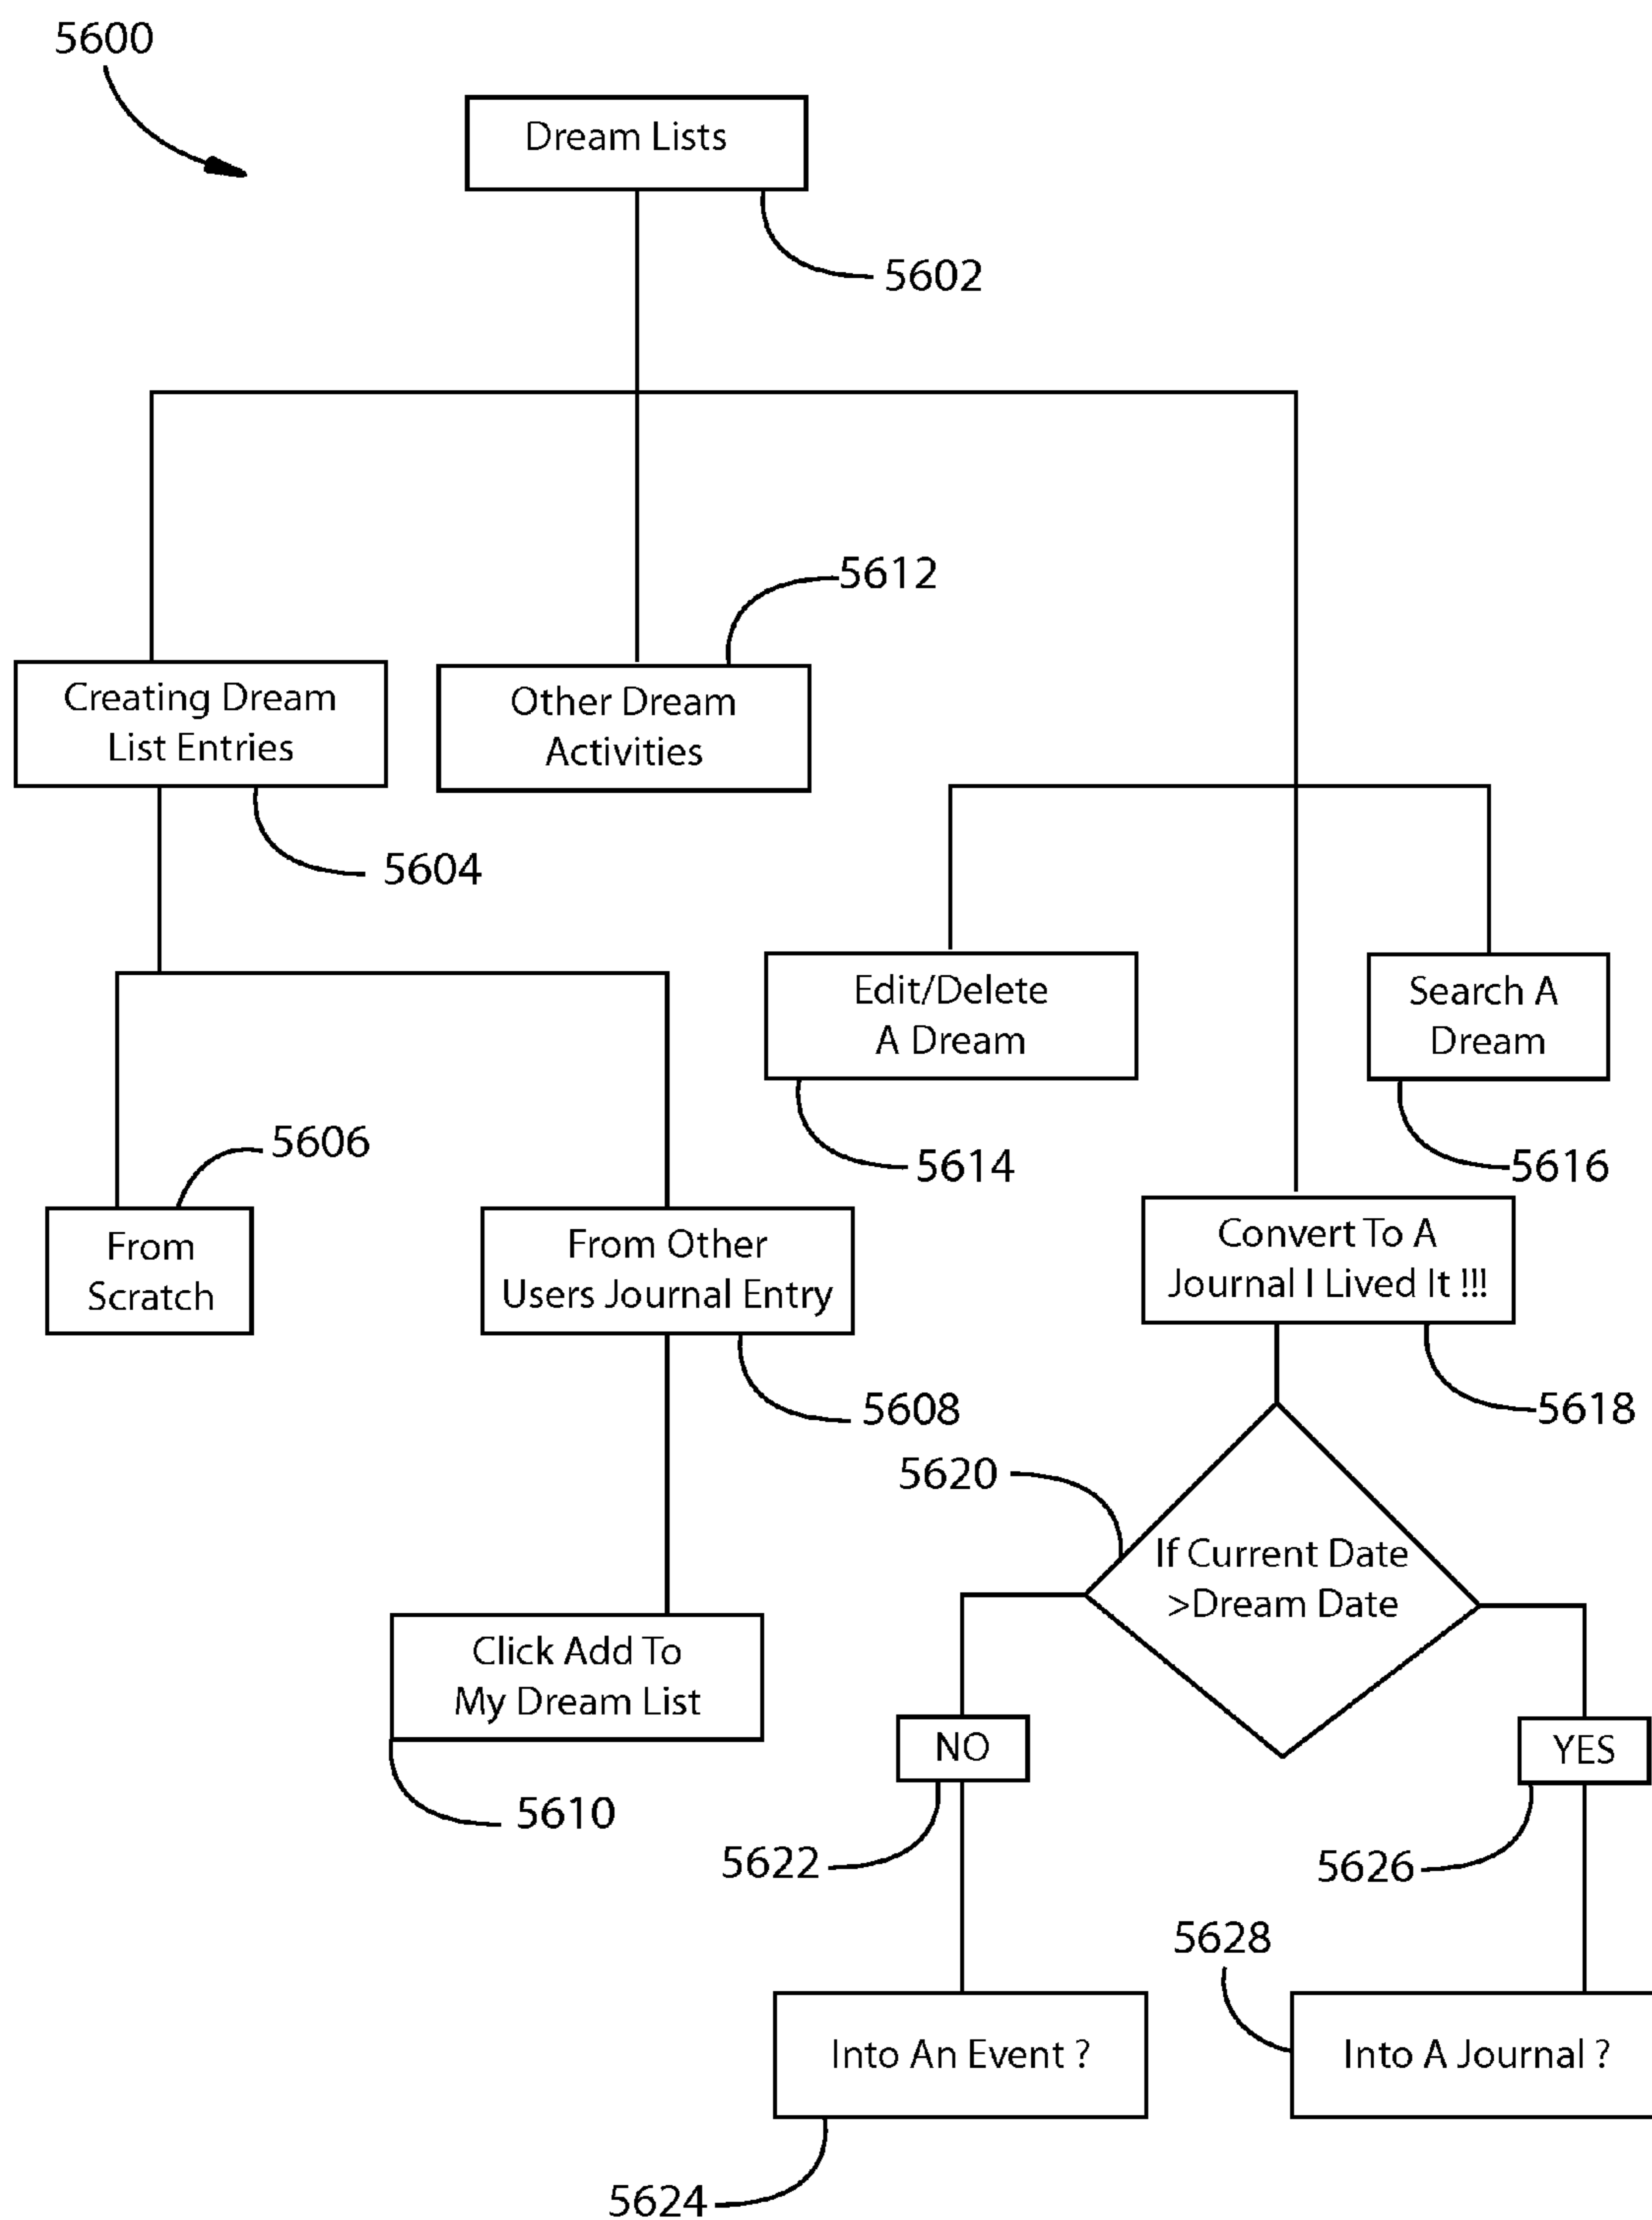 5600
Dream Lists
5602
5612
Creating Dream
List Entries
Other Dream
Activities
5604
Edit/Delete
A Dream
Search A
Dream
5606
5614
5616
From
Scratch
From Other
Users Journal Entry
Convert To A
Journal I Lived It !!!
5608
5618
5620
If Current Date
>Dream Date
Click Add To
My Dream List
NO
YES
5610
5622
5626
5628
Into An Event ?
Into A Journal ?
5624